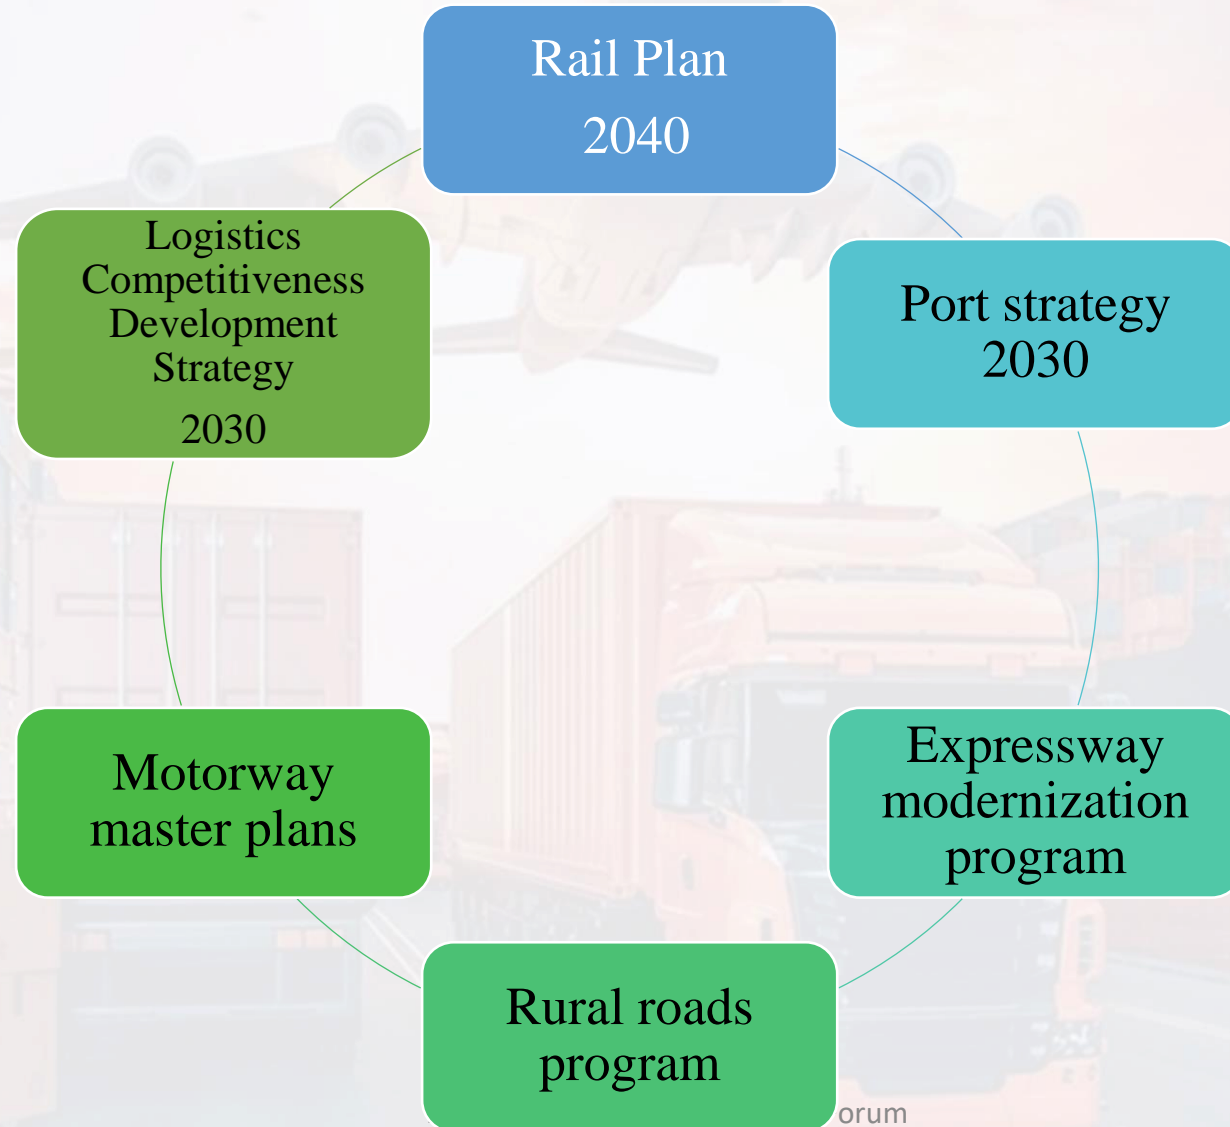 Rail Plan
2040
Port strategy
2030
Expressway
modernization
program
Rural roads
program
Motorway
master plans
Logistics
Competitiveness
Development
Strategy
2030
orum